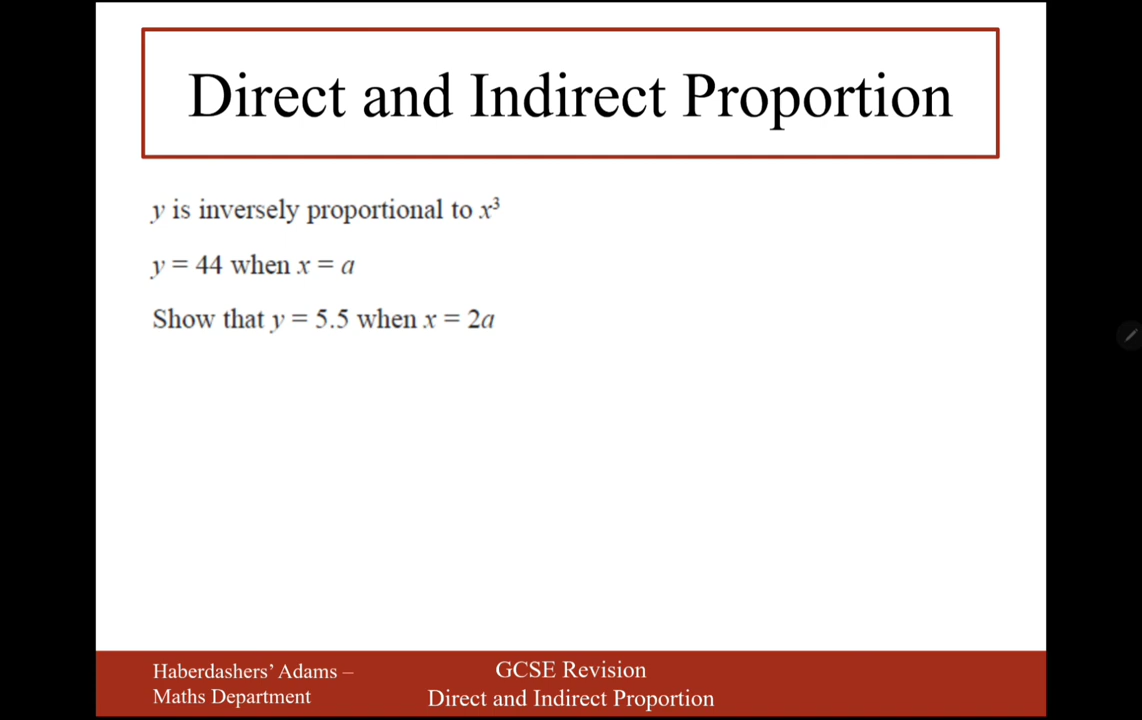 Direct and Indirect Proportion
y is inversely proportional to x³
y = 44 when x = a
Show that y = 5.5 when x = 2a
Haberdashers' Adams –
Maths Department
GCSE Revision
Direct and Indirect Proportion